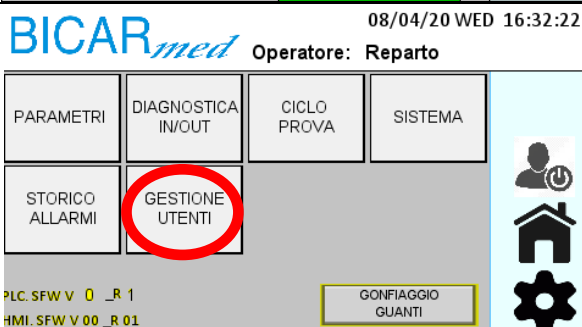 08/04/20 WED 16:32:22
BICARmed Operatore: Reparto
PARAMETRI
DIAGNOSTICA
IN/OUT
CICLO
PROVA
SISTEMA
STORICO
ALLARMI
GESTIONE
UTENTI
PLC. SFW V 0 _R 1
HMI. SFW V 00 _R 01
GONFIAGGIO
GUANTI